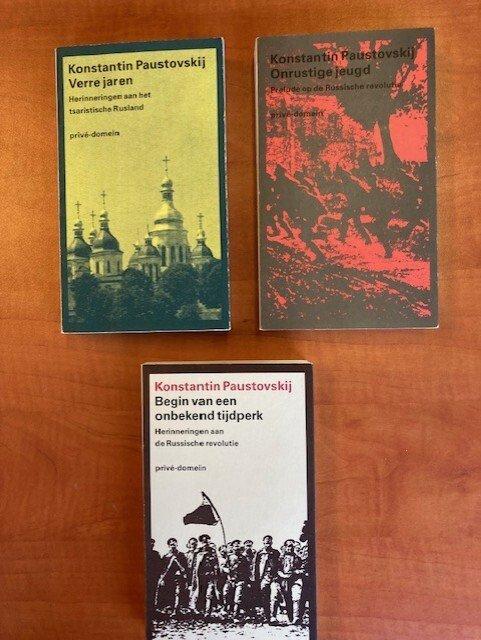 Konstantin Paustovskij
Verre jaren
Herinneringen aan het
tsaristische Rusland
privé-domein
Konstantin Paustovskij
Onrustige jeugd
Prelude op de Russische revolutie
privé-domein
Konstantin Paustovskij
Begin van een
onbekend tijdperk
Herinneringen aan
de Russische revolutie
privé-domein